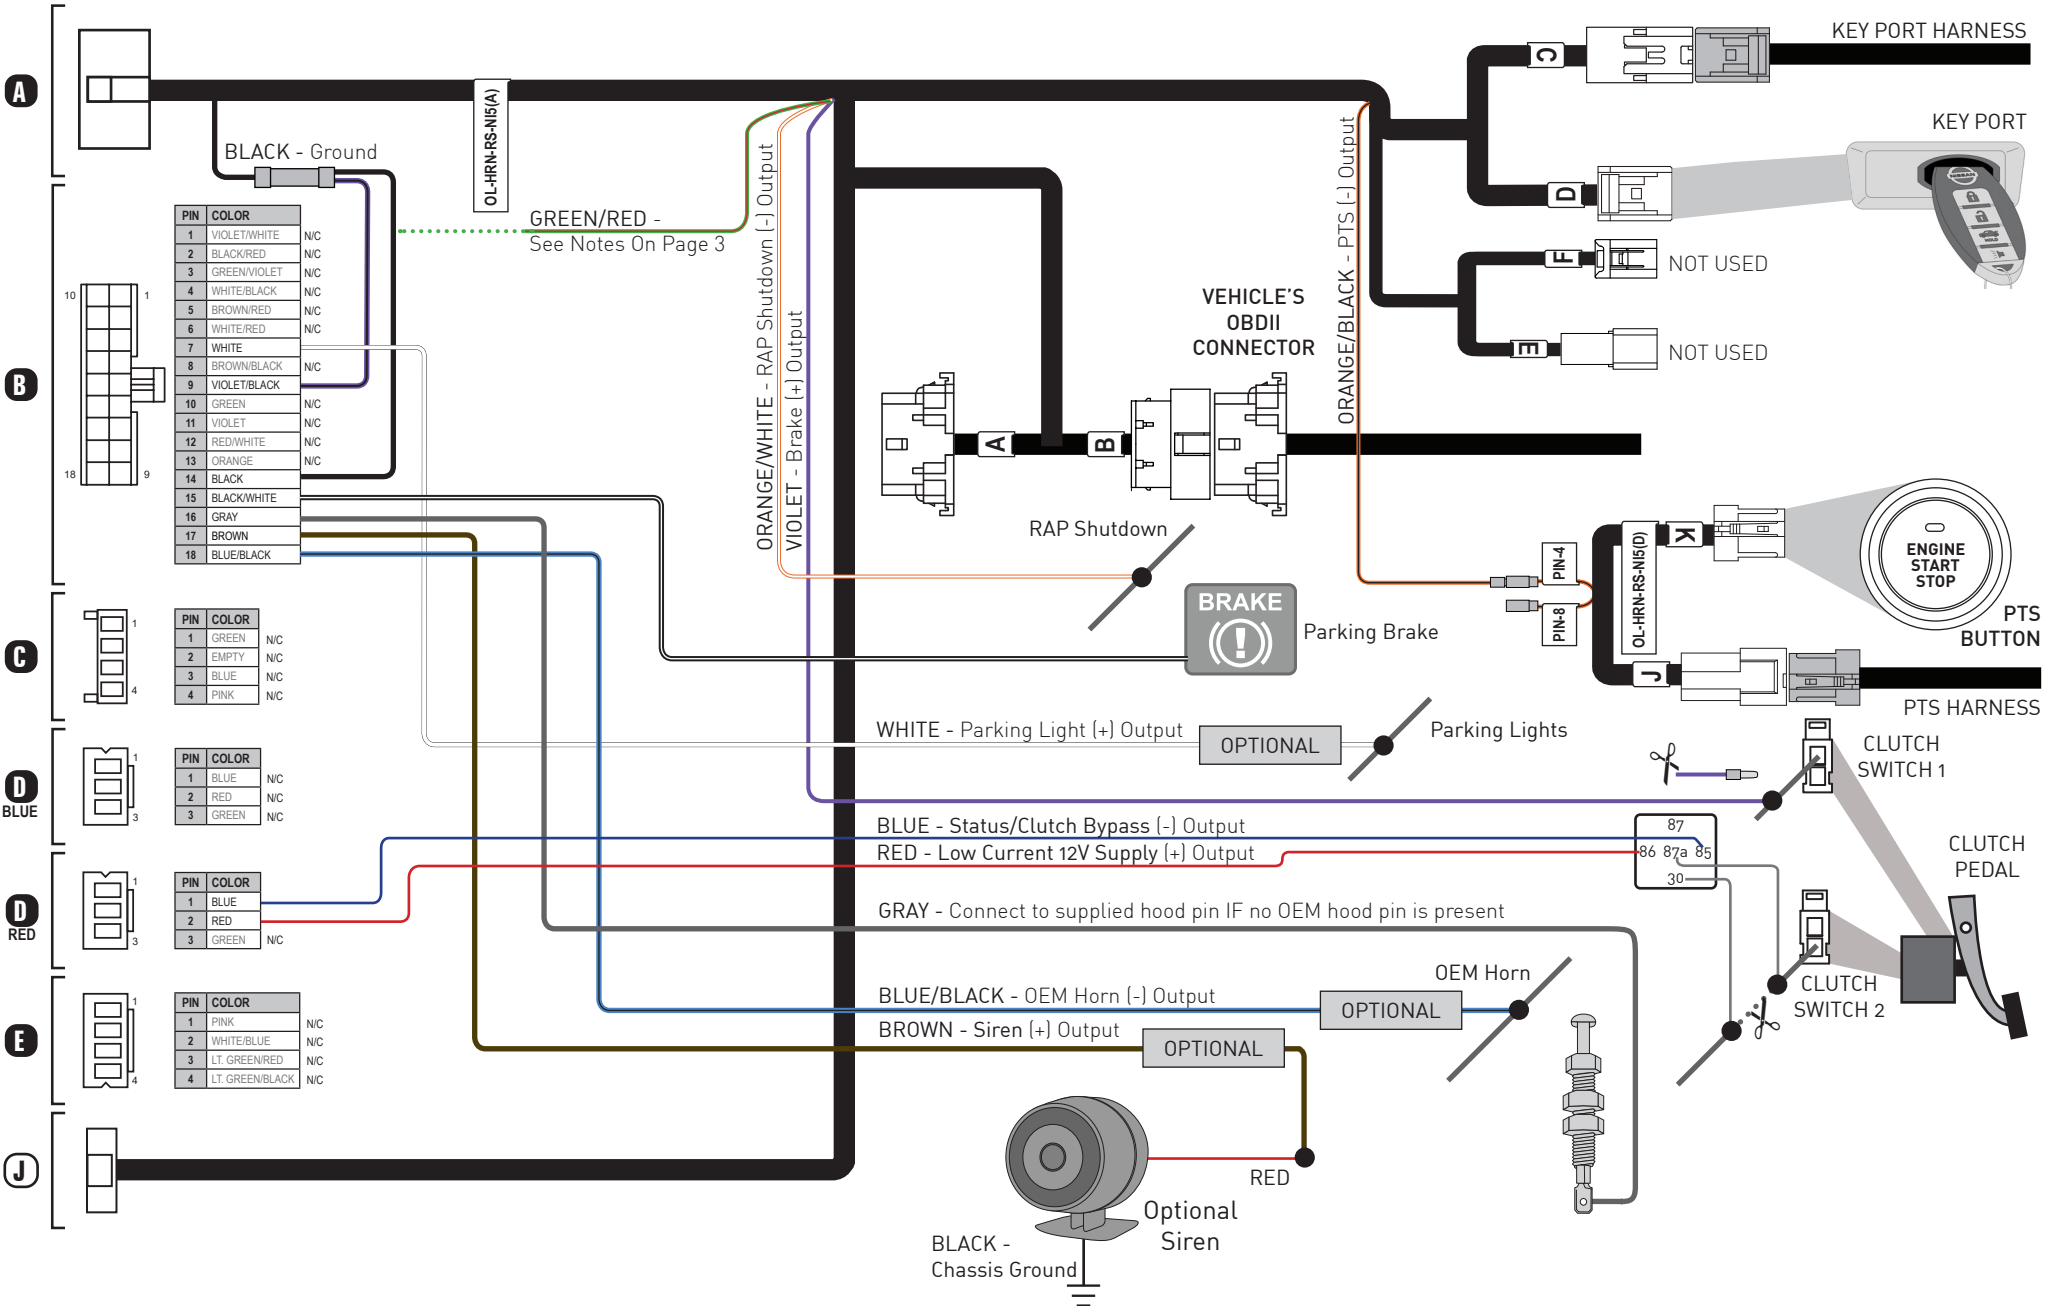 A
OL-HRN-RS-NI5(A)
BLACK - Ground
GREEN/RED -
See Notes On Page 3
ORANGE/WHITE - RAP Shutdown (-) Output
VIOLET - Brake (+) Output
ORANGE/BLACK - PTS (-) Output
C
KEY PORT HARNESS
KEY PORT
D
F
NOT USED
E
NOT USED
VEHICLE'S
OBDII
CONNECTOR
A
B
B
10
1
18
9
PIN COLOR
1 VIOLET/WHITE N/C
2 BLACK/RED N/C
3 GREEN/VIOLET N/C
4 WHITE/BLACK N/C
5 BROWN/RED N/C
6 WHITE/RED N/C
7 WHITE
8 BROWN/BLACK N/C
9 VIOLET/BLACK
10 GREEN N/C
11 VIOLET N/C
12 RED/WHITE N/C
13 ORANGE N/C
14 BLACK
15 BLACK/WHITE
16 GRAY
17 BROWN
18 BLUE/BLACK
RAP Shutdown
BRAKE
Parking Brake
PIN-4
PIN-8
OL-HRN-RS-NI5(D)
K
J
ENGINE
START
STOP
PTS
BUTTON
PTS HARNESS
C
1
4
PIN COLOR
1 GREEN N/C
2 EMPTY N/C
3 BLUE N/C
4 PINK N/C
WHITE - Parking Light (+) Output
OPTIONAL
Parking Lights
CLUTCH
SWITCH 1
D
BLUE
1
3
PIN COLOR
1 BLUE N/C
2 RED N/C
3 GREEN N/C
BLUE - Status/Clutch Bypass (-) Output
RED - Low Current 12V Supply (+) Output
87
86 87a 85
30
CLUTCH
PEDAL
D
RED
1
3
PIN COLOR
1 BLUE
2 RED
3 GREEN N/C
GRAY - Connect to supplied hood pin IF no OEM hood pin is present
CLUTCH
SWITCH 2
E
1
4
PIN COLOR
1 PINK N/C
2 WHITE/BLUE N/C
3 LT. GREEN/RED N/C
4 LT. GREEN/BLACK N/C
BLUE/BLACK - OEM Horn (-) Output
OPTIONAL
OEM Horn
BROWN - Siren (+) Output
OPTIONAL
J
RED
Optional
Siren
BLACK -
Chassis Ground